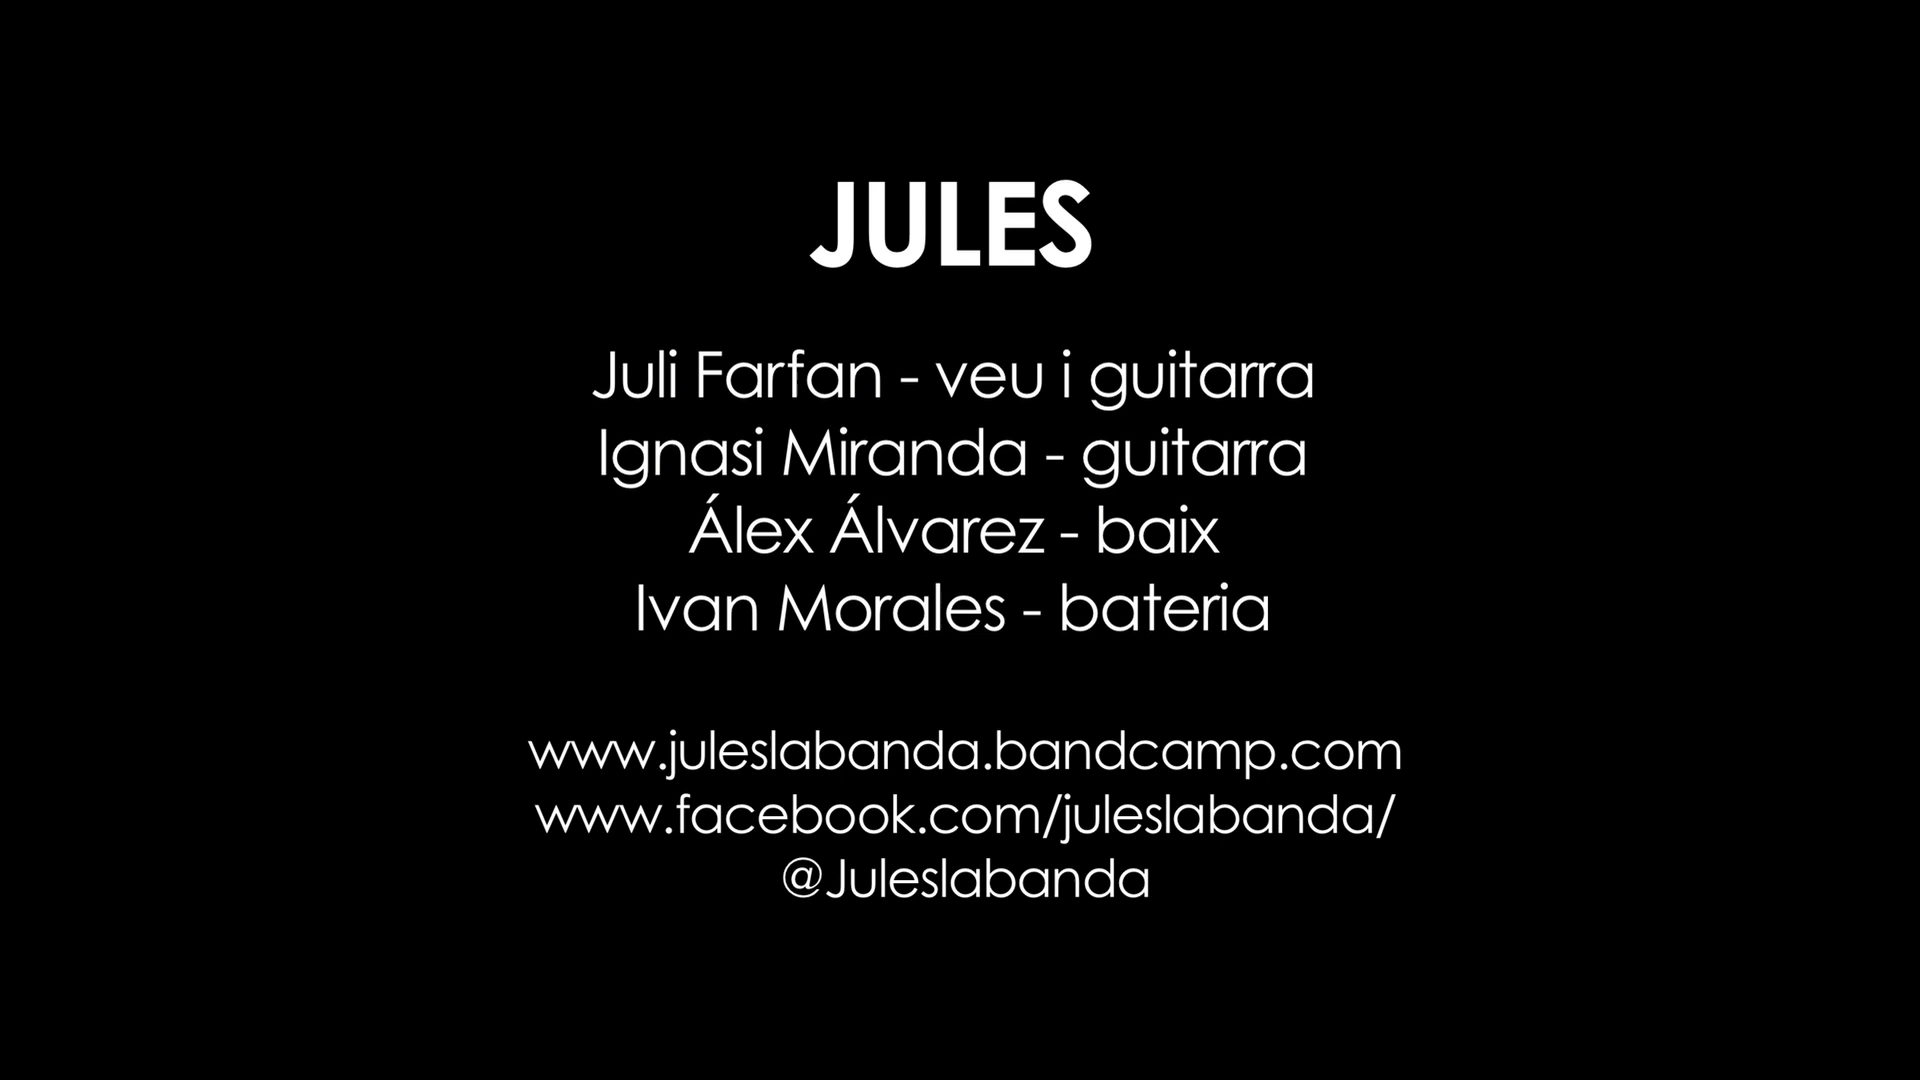 JULES
Juli Farfan - veu i guitarra
Ignasi Miranda - guitarra
Álex Álvarez - baix
Ivan Morales - bateria
www.juleslabanda.bandcamp.com
www.facebook.com/juleslabanda/
@Juleslabanda